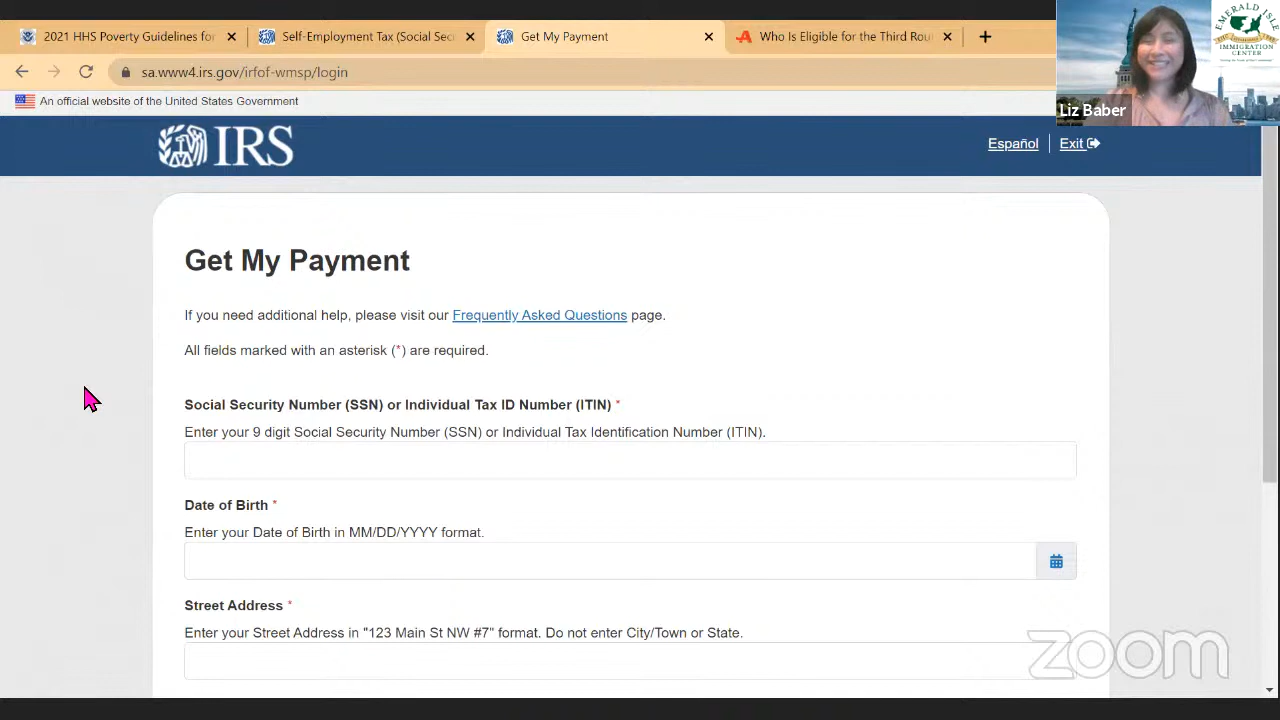 2021 HHS Poverty Guidelines for
Self-Employment Tax (Social Sec
Get My Payment
Who Is Eligible for the Third Rou
sa.www4.irs.gov/irfof-wmsp/login
An official website of the United States Government
EMERALD ISLE
IMMIGRATION
CENTER
Liz Baber
IRS
Español
Exit
Get My Payment
If you need additional help, please visit our Frequently Asked Questions page.
All fields marked with an asterisk (*) are required.
Social Security Number (SSN) or Individual Tax ID Number (ITIN) *
Enter your 9 digit Social Security Number (SSN) or Individual Tax Identification Number (ITIN).
Date of Birth *
Enter your Date of Birth in MM/DD/YYYY format.
Street Address *
Enter your Street Address in "123 Main St NW #7" format. Do not enter City/Town or State.
zoom